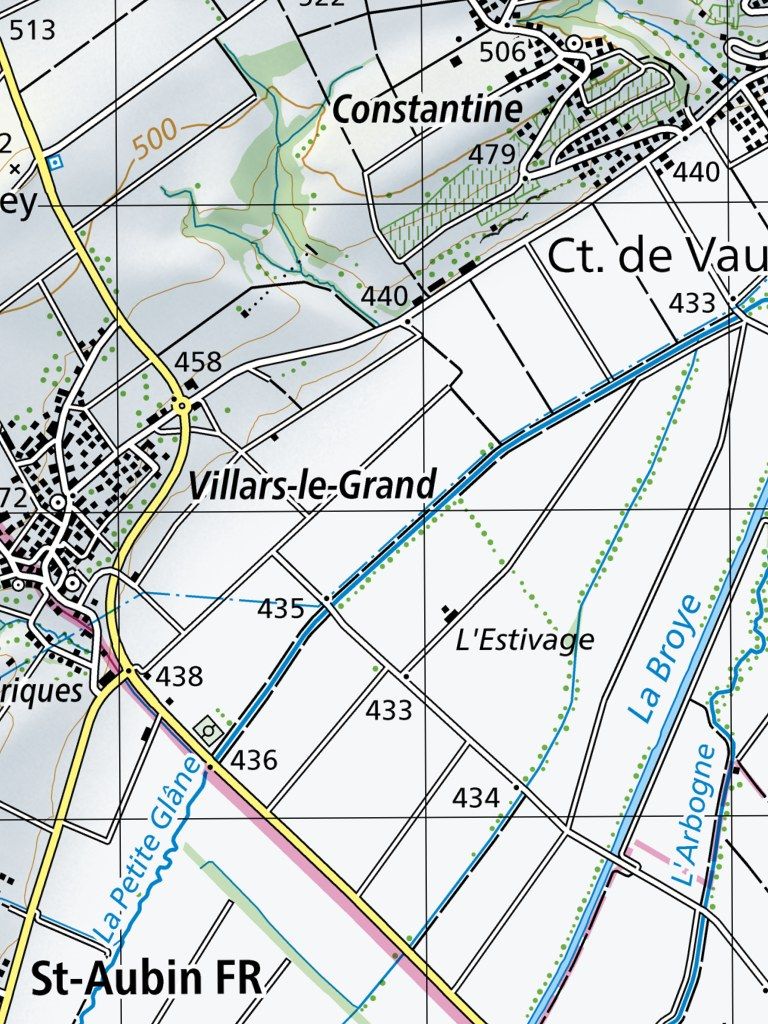 513
506
Constantine
500
479
440
ey
Ct. de Vau
440
433
458
Villars-le-Grand
72
435
L'Estivage
La Broye
438
riques
433
436
La Petite Glâne
434
L'Arbogne
St-Aubin FR